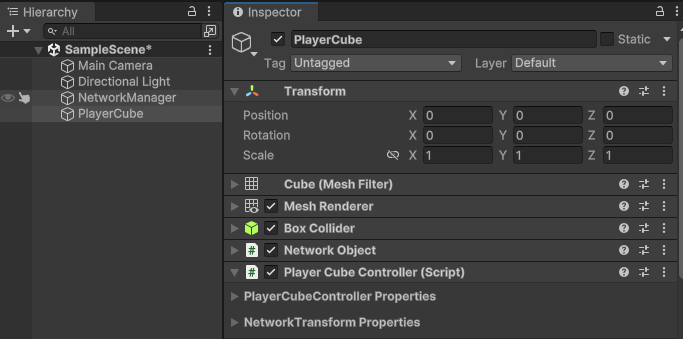 Hierarchy
All
SampleScene*
Main Camera
Directional Light
NetworkManager
PlayerCube
Inspector
PlayerCube Static
Tag Untagged Layer Default
Transform
Position X 0 Y 0 Z 0
Rotation X 0 Y 0 Z 0
Scale X 1 Y 1 Z 1
Cube (Mesh Filter)
Mesh Renderer
Box Collider
# Network Object
# Player Cube Controller (Script)
PlayerCubeController Properties
NetworkTransform Properties